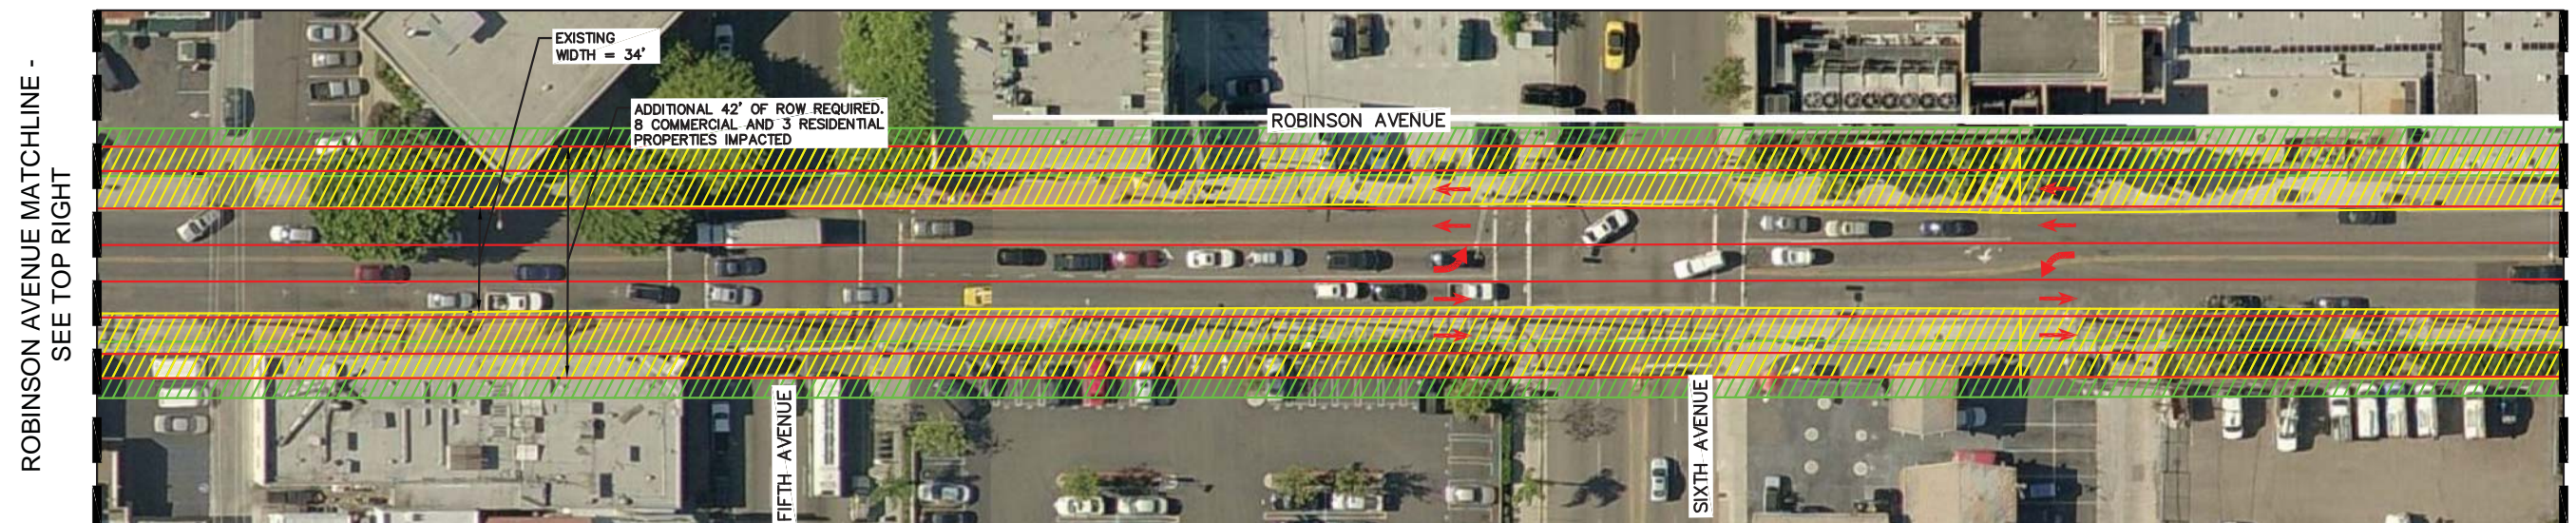 ROBINSON AVENUE MATCHLINE -
SEE TOP RIGHT
EXISTING
WIDTH = 34'
ADDITIONAL 42' OF ROW REQUIRED.
8 COMMERCIAL AND 3 RESIDENTIAL
PROPERTIES IMPACTED
ROBINSON AVENUE
FIFTH AVENUE
SIXTH AVENUE